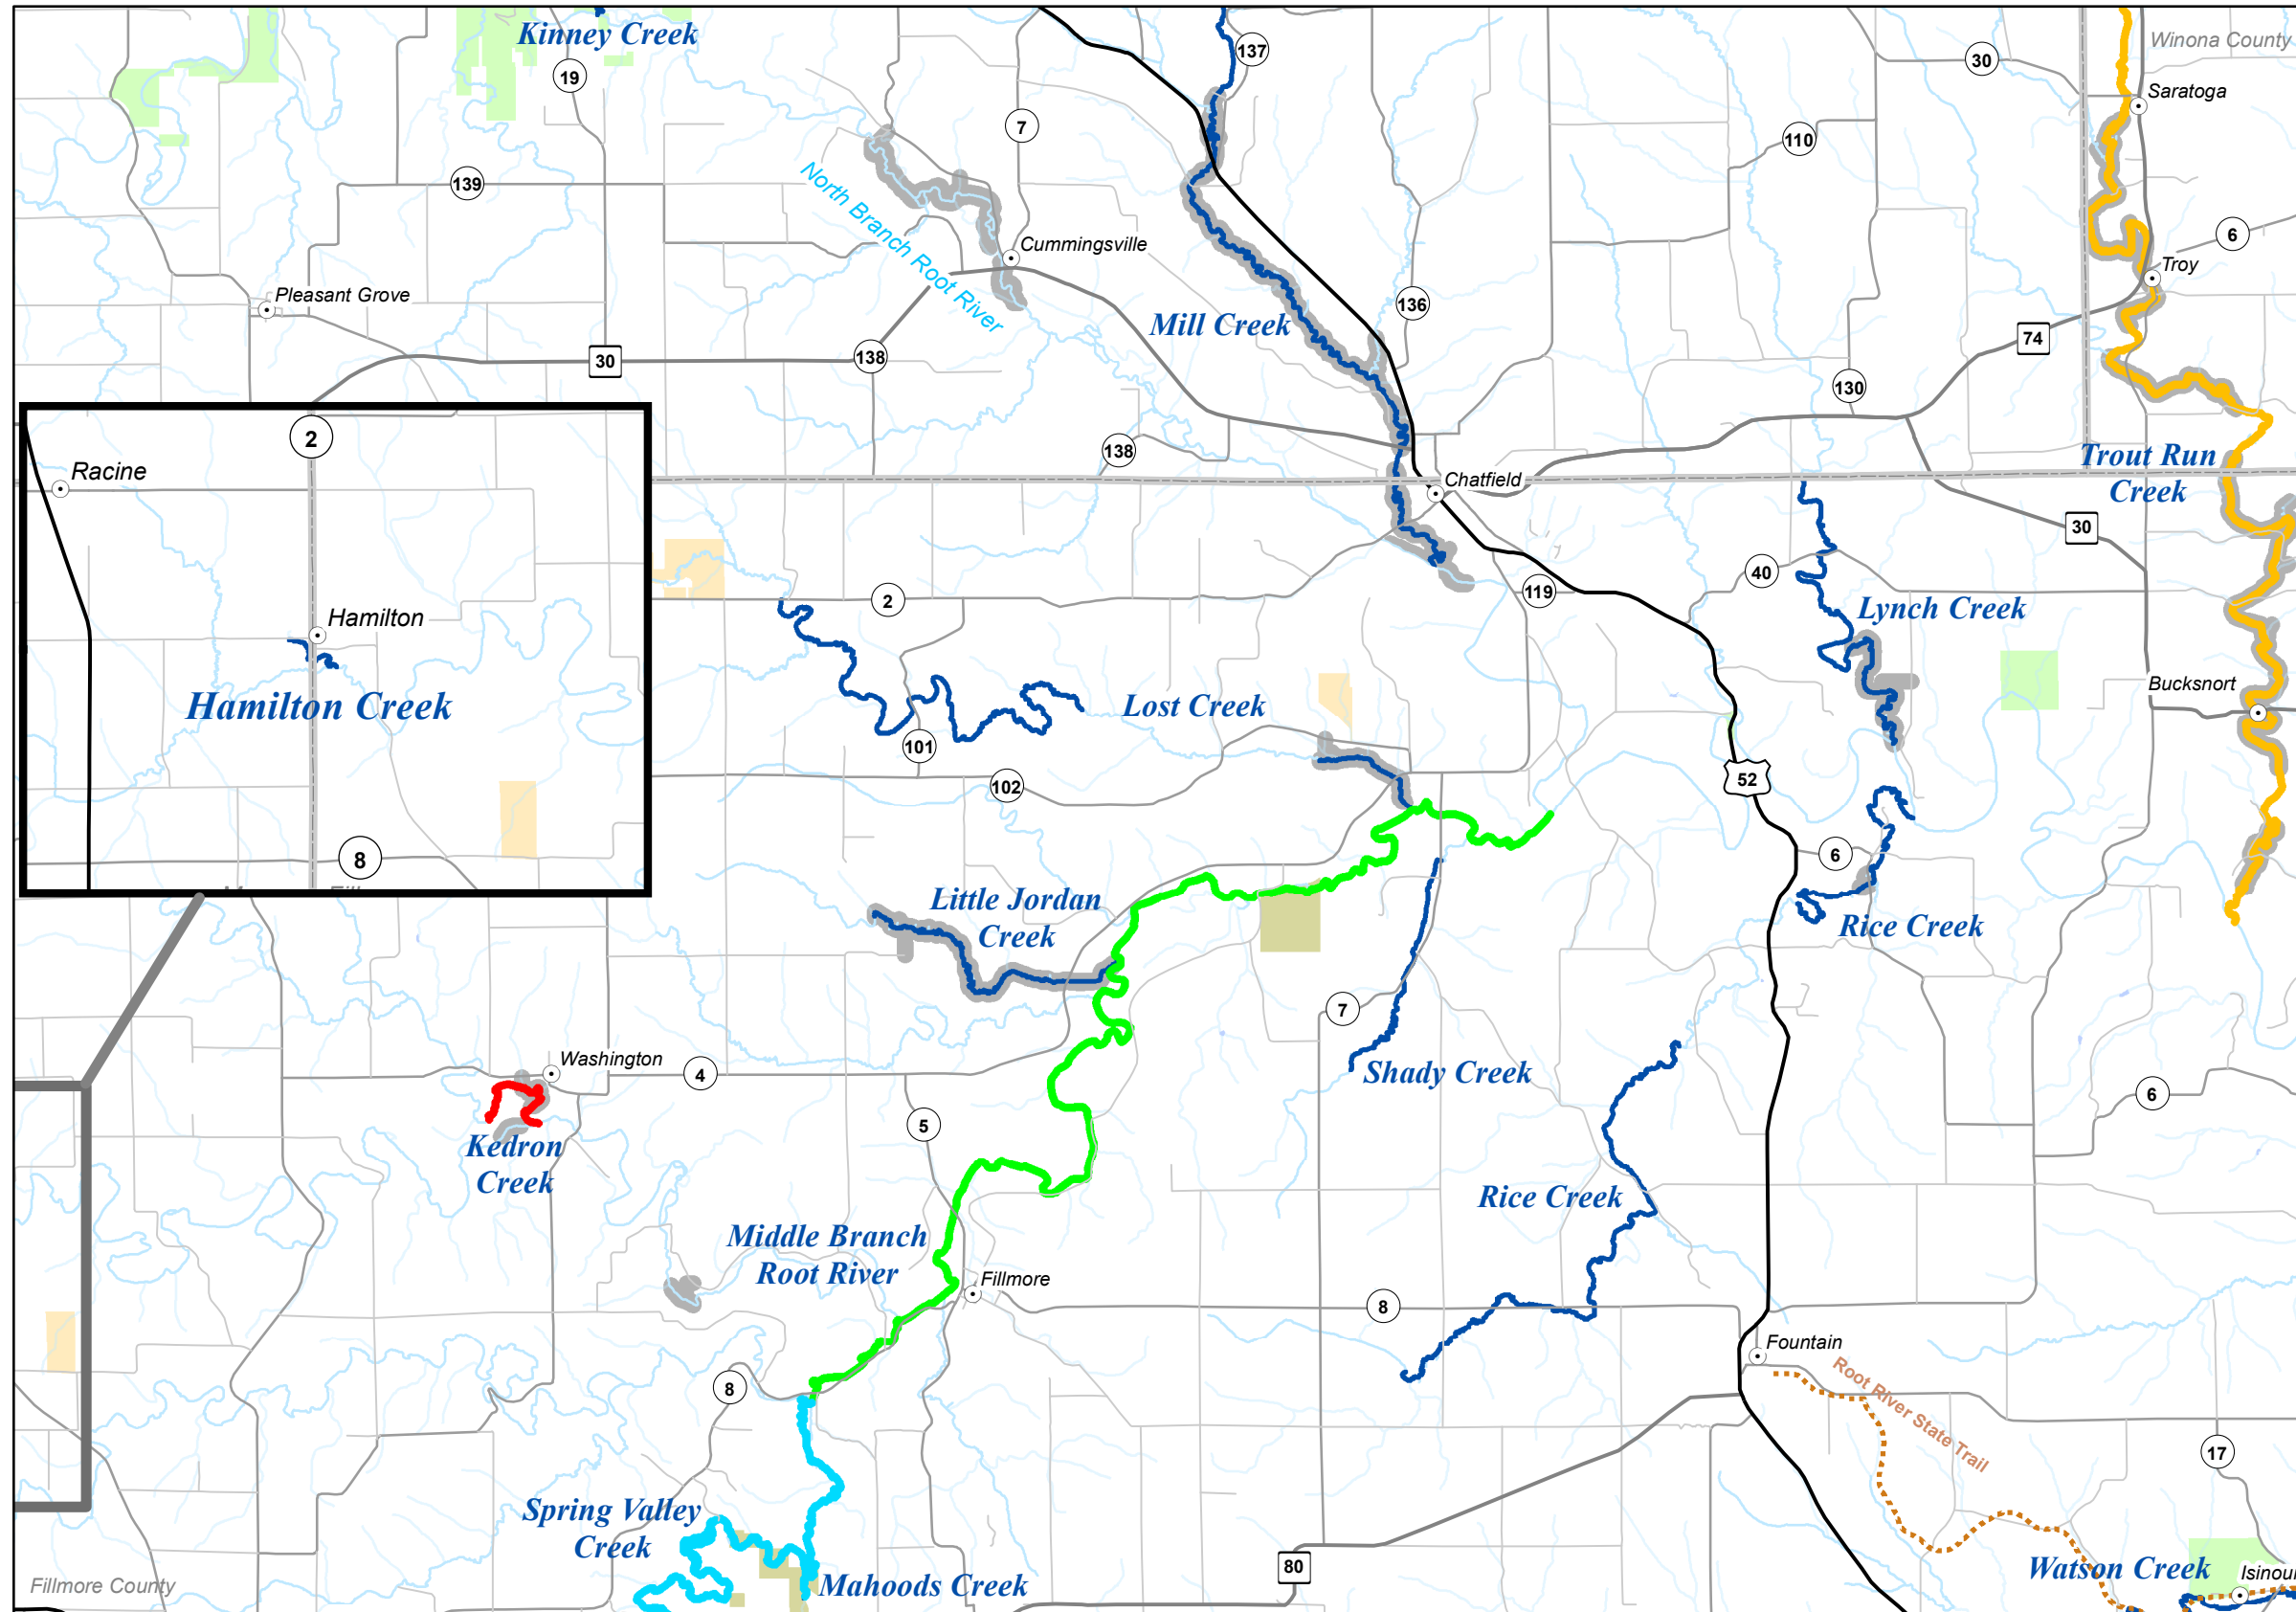 Kinney Creek
19
7
137
30
Winona County
Saratoga
110
139
North Branch Root River
Cummingsville
6
Troy
Pleasant Grove
136
Mill Creek
30
138
74
130
2
138
Trout Run
Creek
Racine
Chatfield
30
40
119
2
Lynch Creek
Hamilton
Hamilton Creek
Lost Creek
Bucksnort
101
102
52
8
6
Little Jordan
Creek
Rice Creek
7
Washington
4
Shady Creek
6
5
Kedron
Creek
Rice Creek
Middle Branch
Root River
Fillmore
8
Fountain
8
Root River State Trail
17
Spring Valley
Creek
80
Fillmore County
Mahoods Creek
Watson Creek